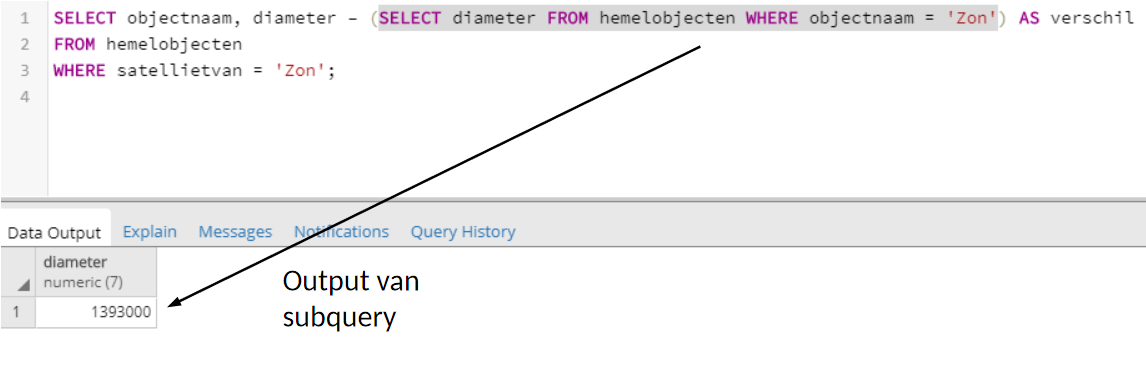 1 SELECT objectnaam, diameter – (SELECT diameter FROM hemelobjecten WHERE objectnaam = 'Zon') AS verschil
2 FROM hemelobjecten
3 WHERE satellietvan = 'Zon';
4
Data Output Explain Messages Notifications Query History
diameter
numeric (7)
1 1393000
Output van
subquery